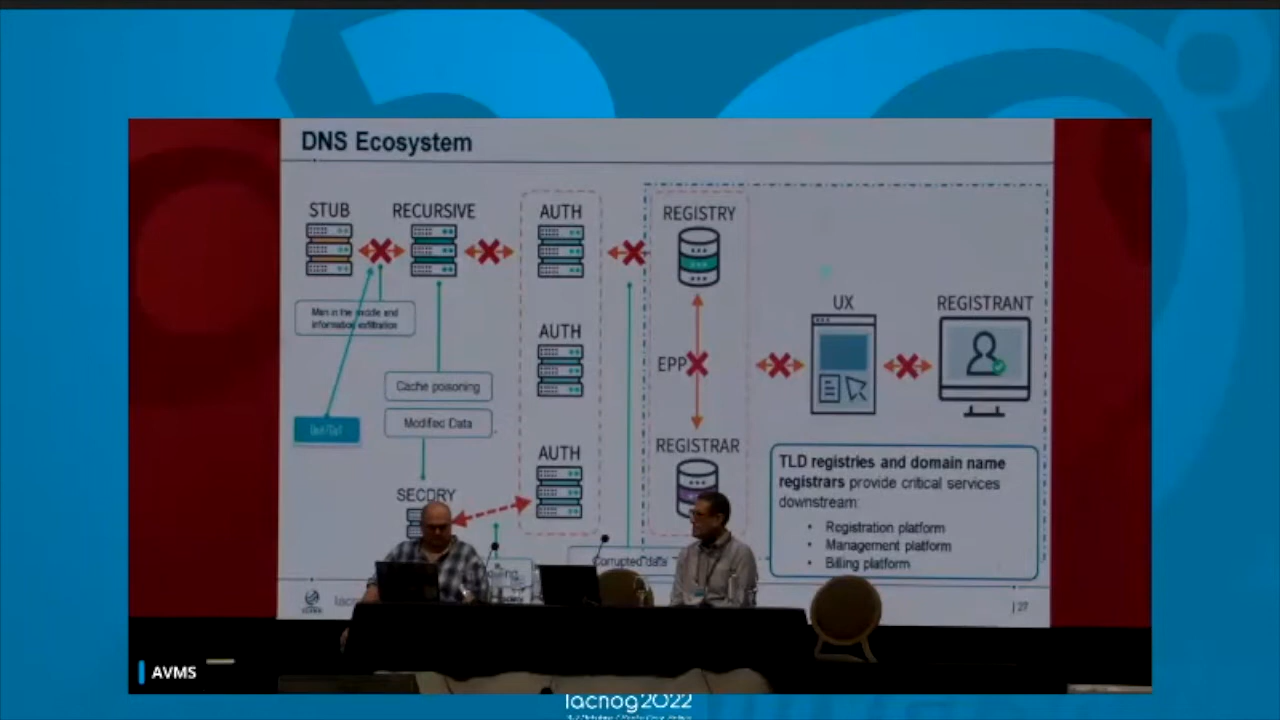 DNS Ecosystem
STUB
RECURSIVE
AUTH
REGISTRY
Man in the middle and
information exfiltration
AUTH
UX
REGISTRANT
EPP
Cache poisoning
Modified Data
AUTH
REGISTRAR
SECDRY
TLD registries and domain name
registrars provide critical services
downstream:
• Registration platform
• Management platform
• Billing platform
Corrupted data
lacnog
| 27
AVMS
lacnog2022